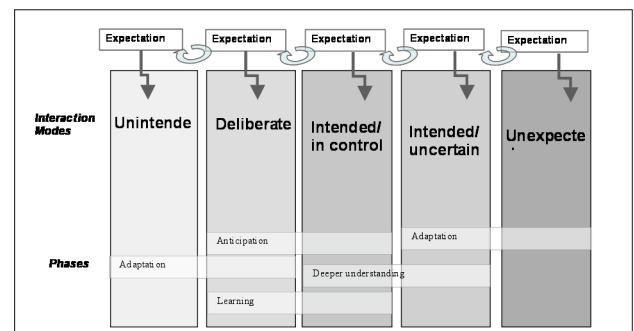 Expectation Expectation Expectation Expectation Expectation
Interaction
Modes
Unintende
Deliberate
Intended/
in control
Intended/
uncertain
Unexpecte
.
Phases
Anticipation
Adaptation
Adaptation
Deeper understanding
Learning